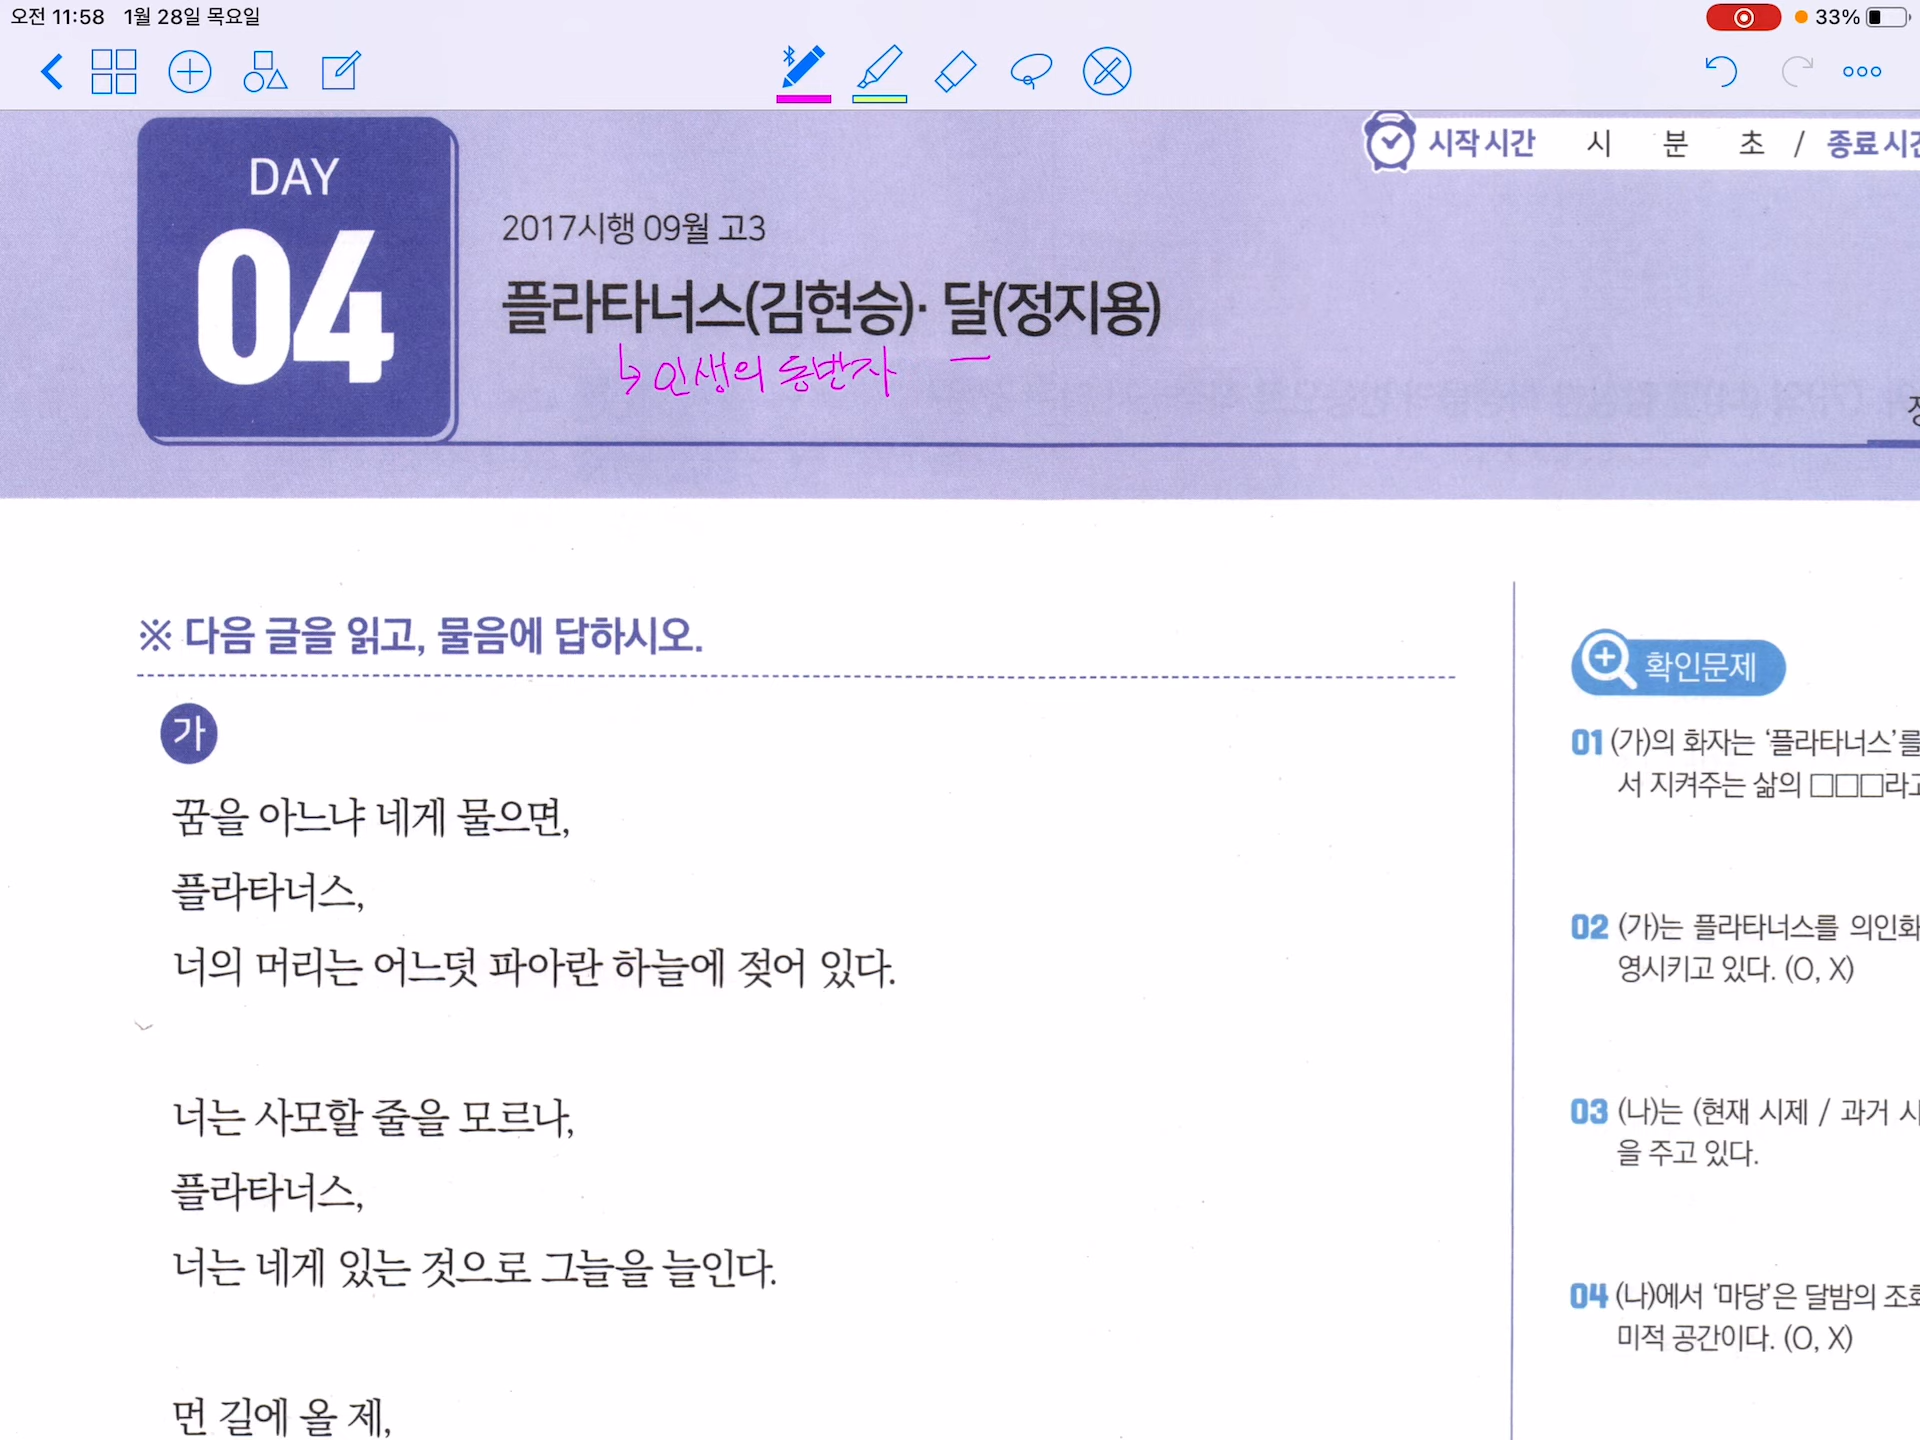 오전 11:58 1월 28일 목요일
33%
시작시간 시 분 초 / 종료시간
DAY
04
2017시행 09월 고3
플라타너스(김현승)· 달(정지용)
↳ 인생의 동반자
※ 다음 글을 읽고, 물음에 답하시오.
가
꿈을 아느냐 네게 물으면,
플라타너스,
너의 머리는 어느덧 파아란 하늘에 젖어 있다.
너는 사모할 줄을 모르나,
플라타너스,
너는 네게 있는 것으로 그늘을 늘인다.
먼 길에 올 제,
확인문제
01 (가)의 화자는 ‘플라타너스’를
서 지켜주는 삶의 □□□라고
02 (가)는 플라타너스를 의인화
영시키고 있다. (O, X)
03 (나)는 (현재 시제 / 과거 시
을 주고 있다.
04 (나)에서 ‘마당’은 달밤의 조화
미적 공간이다. (O, X)